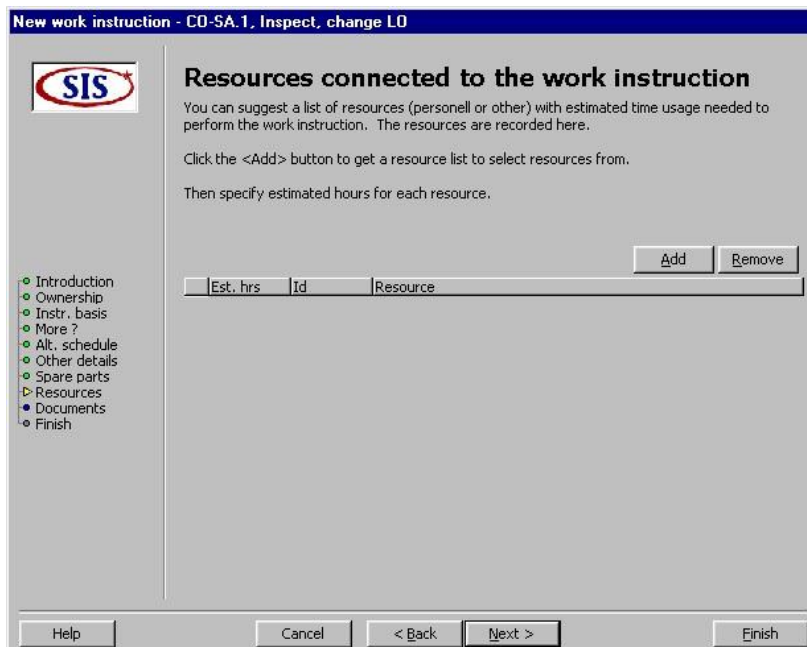 New work instruction - CO-SA.1, Inspect, change LO
SIS
Resources connected to the work instruction
You can suggest a list of resources (personell or other) with estimated time usage needed to
perform the work instruction. The resources are recorded here.
Click the <Add> button to get a resource list to select resources from.
Then specify estimated hours for each resource.
Add Remove
Est. hrs Id Resource
Introduction
Ownership
Instr. basis
More ?
Alt. schedule
Other details
Spare parts
Resources
Documents
Finish
Help Cancel < Back Next > Finish